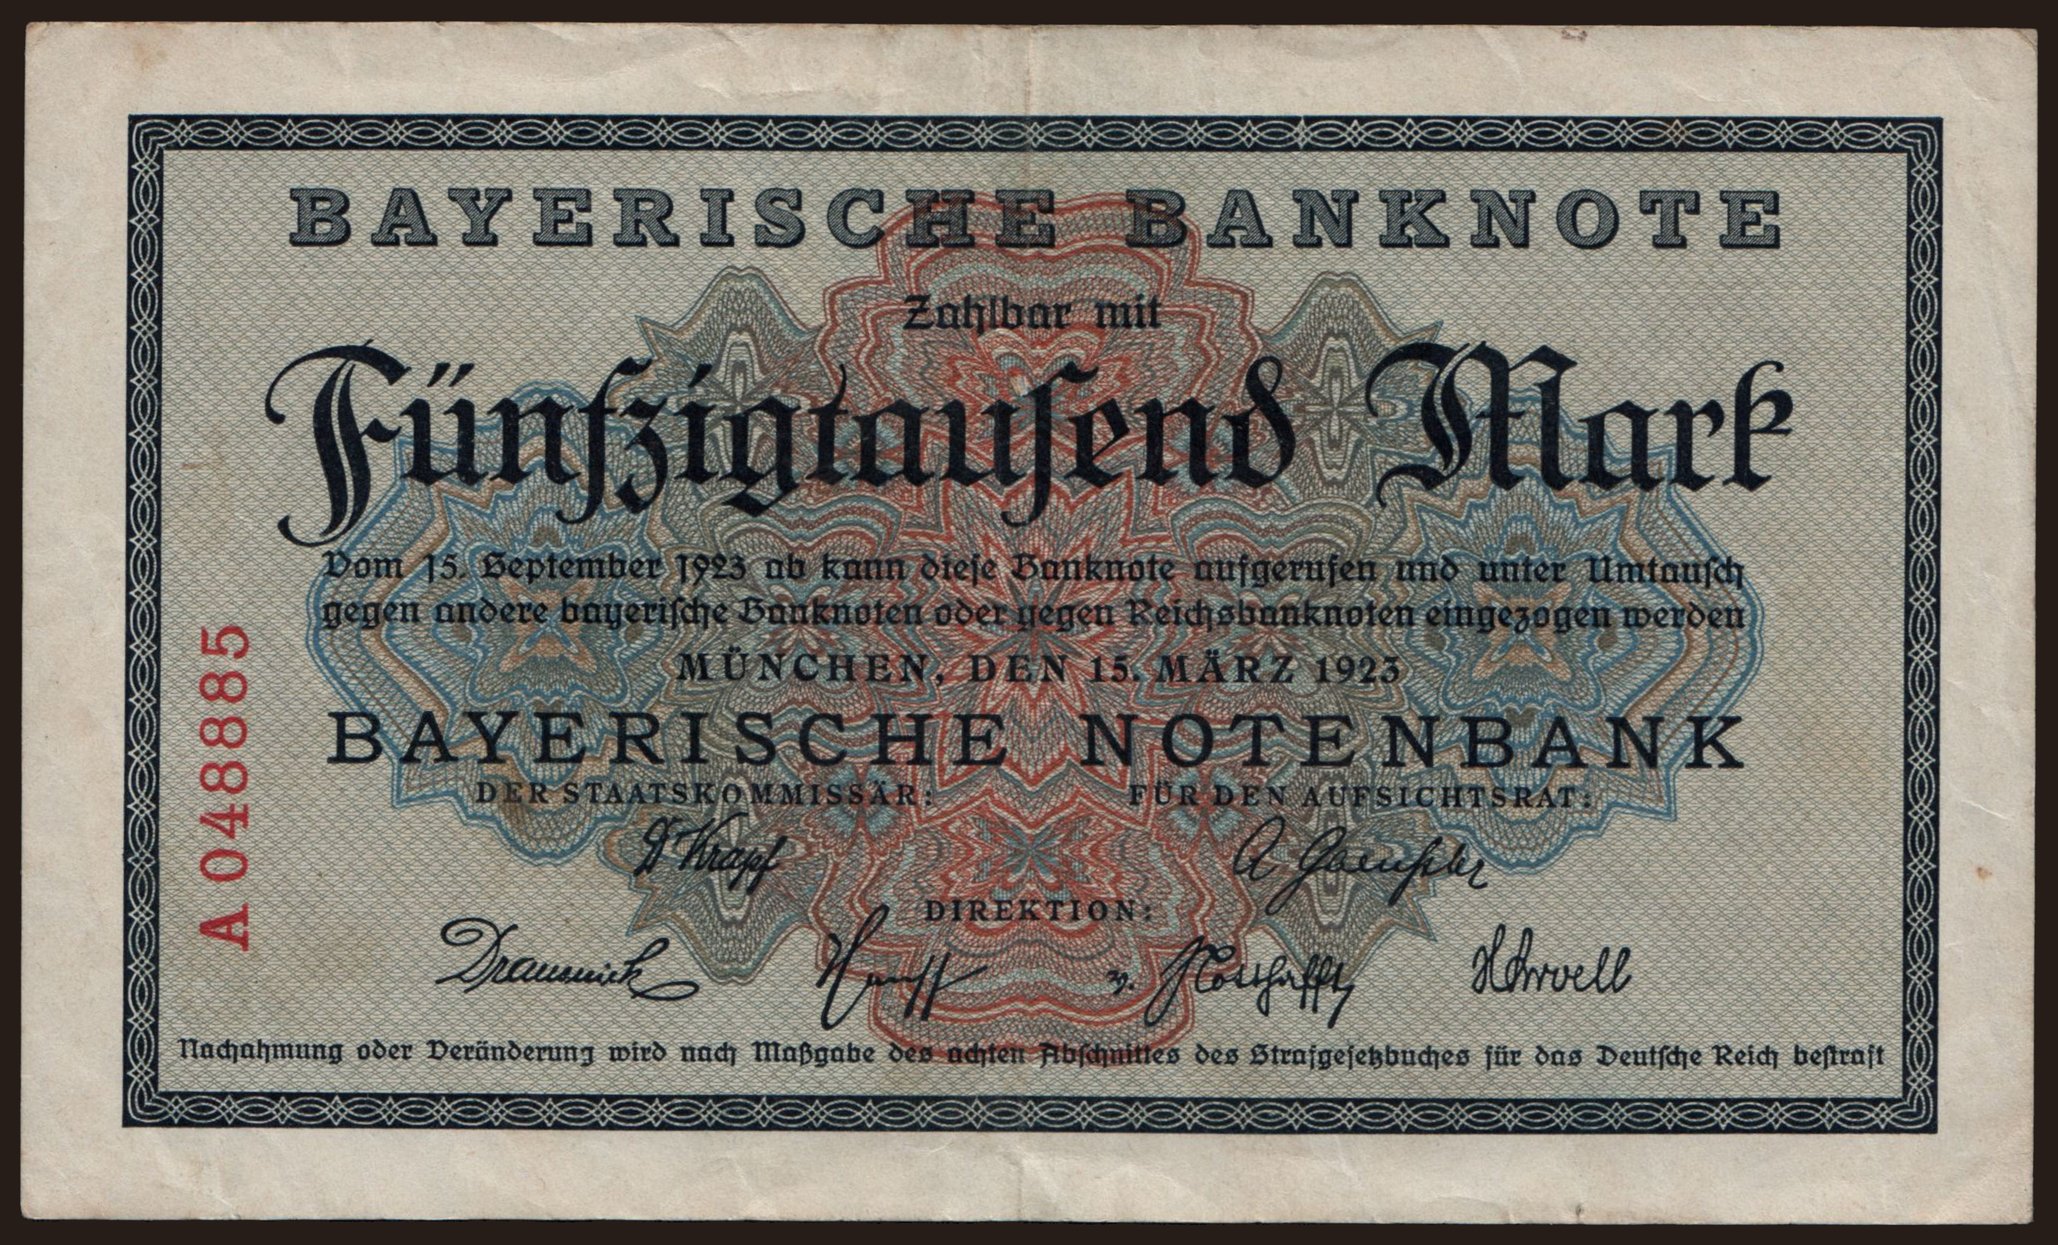 BAYERISCHE BANKNOTE
Zahlbar mit
Fünfzigtausend Mark
Vom 15. September 1923 ab kann diese Banknote aufgerufen und unter Umtausch
gegen andere bayerische Banknoten oder gegen Reichsbanknoten eingezogen werden
MÜNCHEN, DEN 15. MÄRZ 1923
BAYERISCHE NOTENBANK
DER STAATSKOMMISSÄR: FÜR DEN AUFSICHTSRAT:
Dr Krapf
DIREKTION:
Nachahmung oder Veränderung wird nach Maßgabe des achten Abschnittes des Strafgesetzbuches für das Deutsche Reich bestraft
A 048885